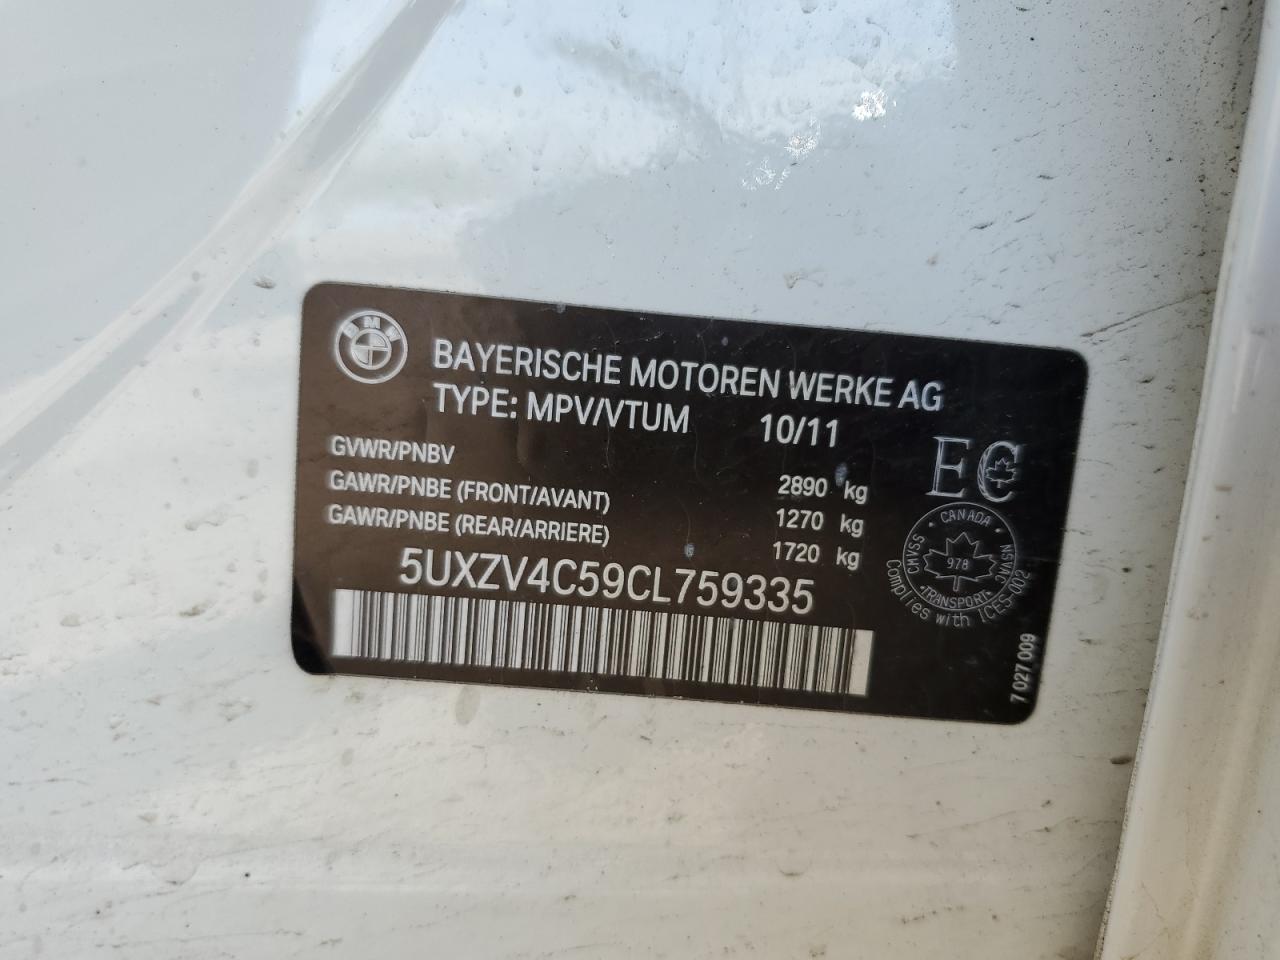 BMW
BAYERISCHE MOTOREN WERKE AG
TYPE: MPV/VTUM 10/11
GVWR/PNBV 2890 kg
GAWR/PNBE (FRONT/AVANT) 1270 kg
GAWR/PNBE (REAR/ARRIERE) 1720 kg
5UXZV4C59CL759335
EC
CANADA
CMVSS
NSVAC
978
TRANSPORT
Complies with ICES-002
7 027 009